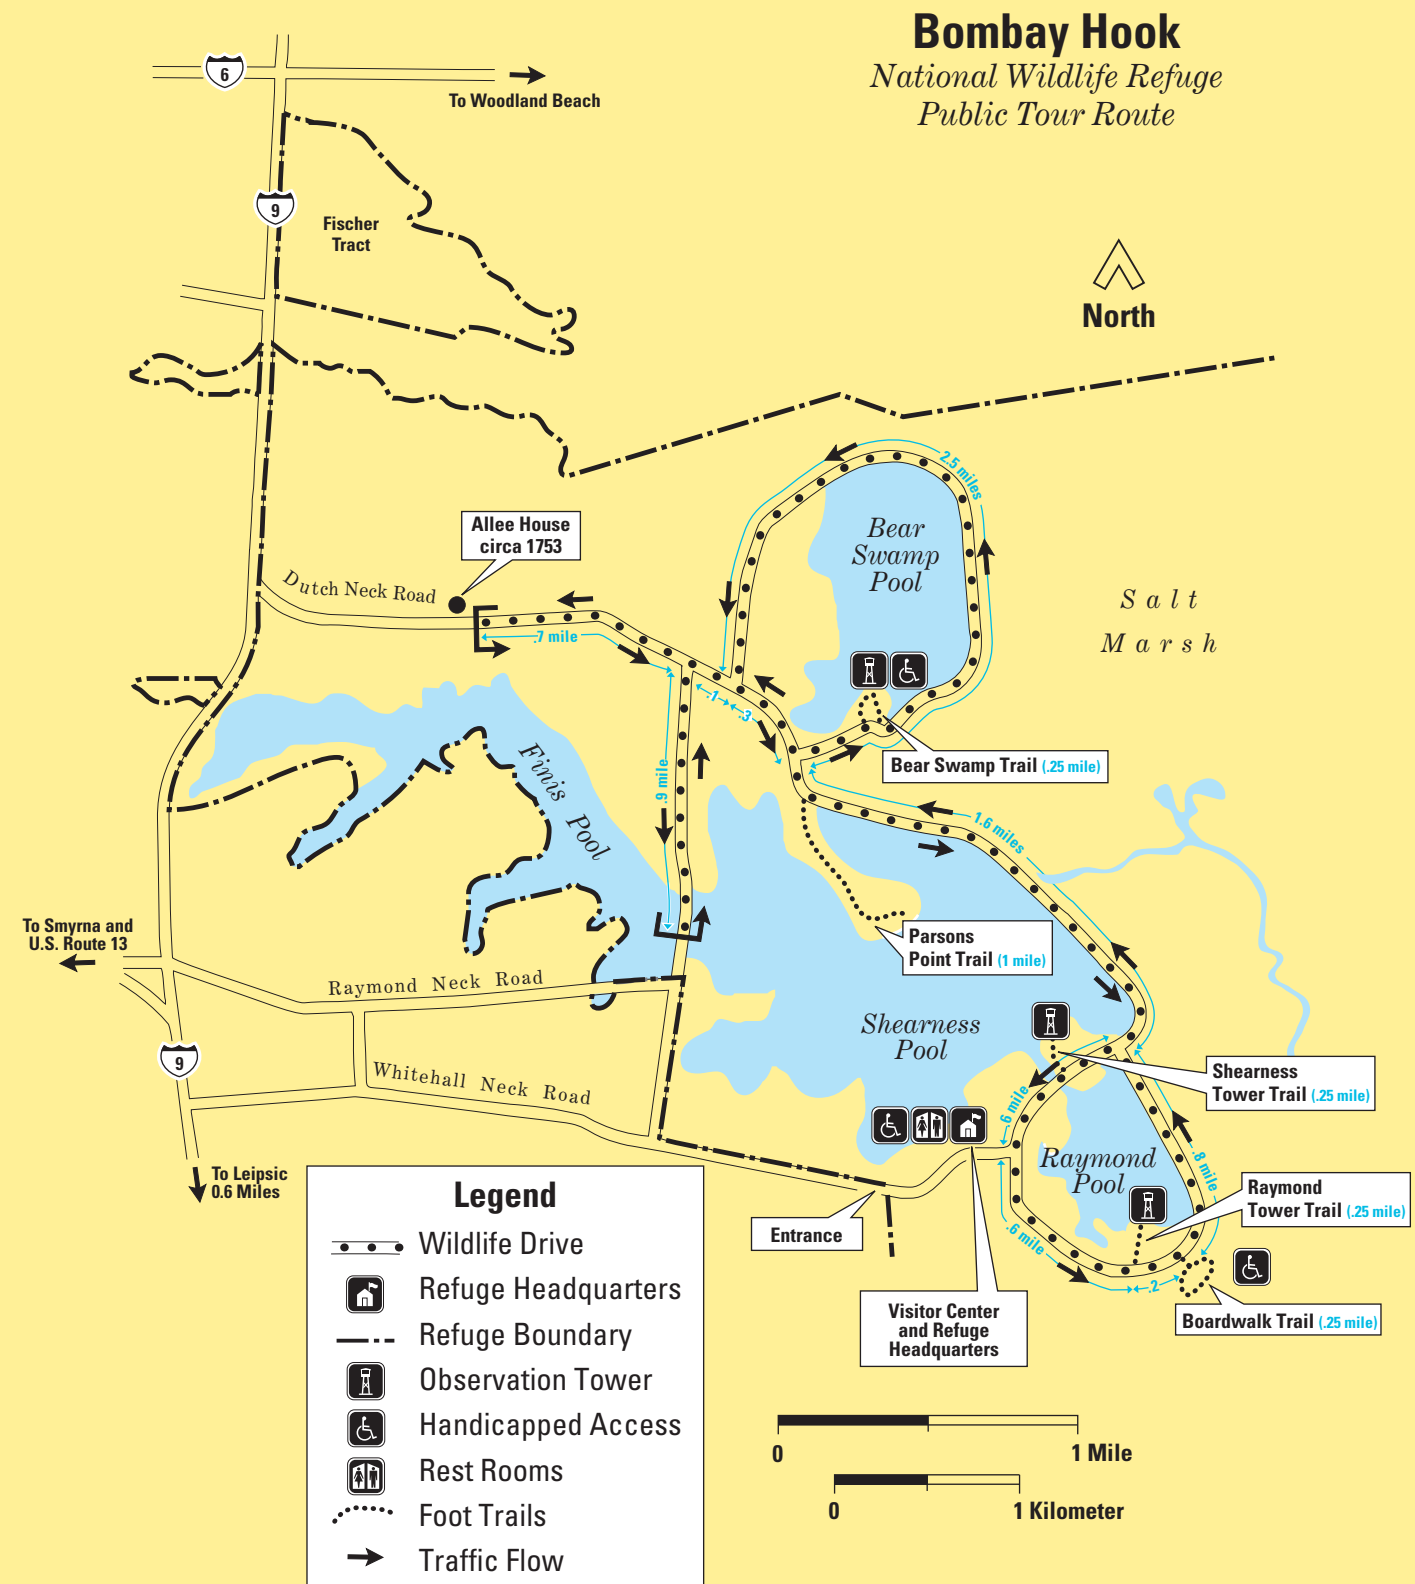 Bombay Hook
National Wildlife Refuge
Public Tour Route
6
To Woodland Beach
9
Fischer
Tract
North
2.5 miles
Bear
Swamp
Pool
Allee House
circa 1753
Dutch Neck Road
.7 mile
Salt
Marsh
.1
.3
Bear Swamp Trail (.25 mile)
Finis Pool
.9 mile
1.6 miles
To Smyrna and
U.S. Route 13
Parsons
Point Trail (1 mile)
Raymond Neck Road
Shearness
Pool
9
Whitehall Neck Road
Shearness
Tower Trail (.25 mile)
.6 mile
.8 mile
Raymond
Pool
To Leipsic
0.6 Miles
Raymond
Tower Trail (.25 mile)
Entrance
.6 mile
.2
Visitor Center
and Refuge
Headquarters
Boardwalk Trail (.25 mile)
Legend
Wildlife Drive
Refuge Headquarters
Refuge Boundary
Observation Tower
Handicapped Access
Rest Rooms
Foot Trails
Traffic Flow
0 1 Mile
0 1 Kilometer